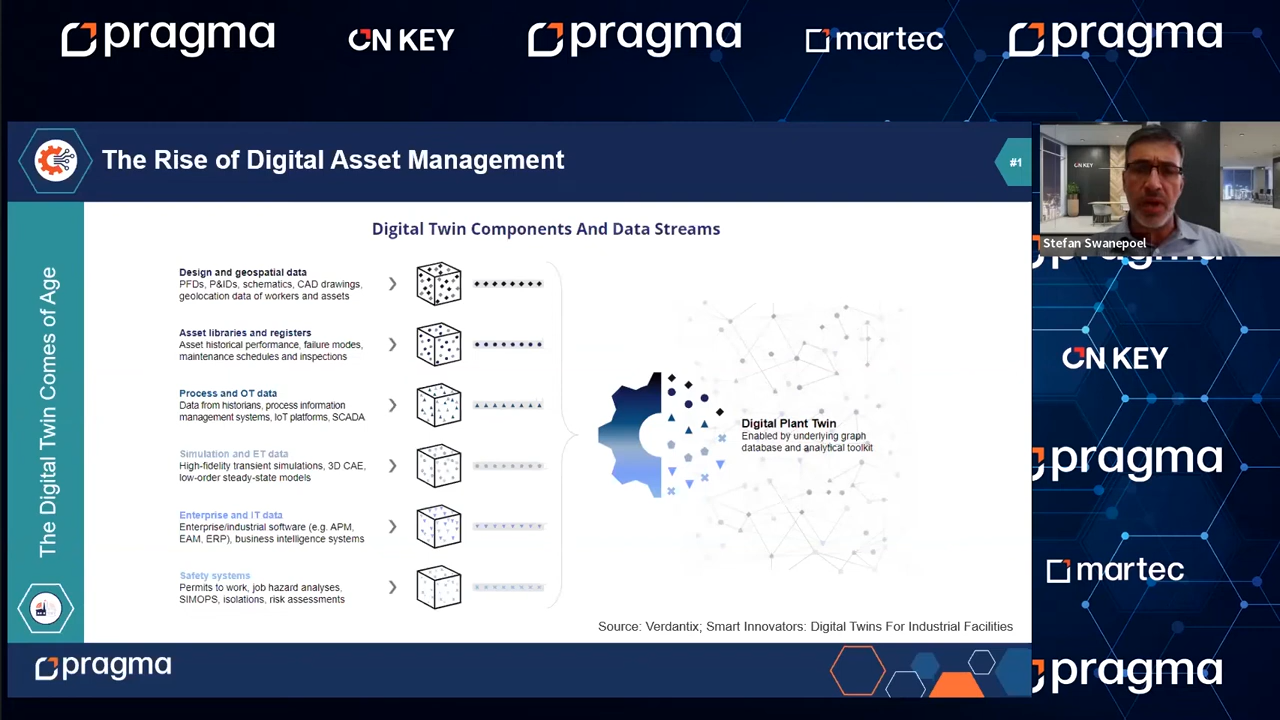 pragma
ON KEY
pragma
martec
pragma
The Rise of Digital Asset Management
#1
ON KEY
Stefan Swanepoel
The Digital Twin Comes of Age
Digital Twin Components And Data Streams
Design and geospatial data
PFDs, P&IDs, schematics, CAD drawings,
geolocation data of workers and assets
Asset libraries and registers
Asset historical performance, failure modes,
maintenance schedules and inspections
Process and OT data
Data from historians, process information
management systems, IoT platforms, SCADA
Simulation and ET data
High-fidelity transient simulations, 3D CAE,
low-order steady-state models
Enterprise and IT data
Enterprise/industrial software (e.g. APM,
EAM, ERP), business intelligence systems
Safety systems
Permits to work, job hazard analyses,
SIMOPS, isolations, risk assessments
Digital Plant Twin
Enabled by underlying graph
database and analytical toolkit
Source: Verdantix; Smart Innovators: Digital Twins For Industrial Facilities
pragma
pragma
ON KEY
pragma
martec
pragma